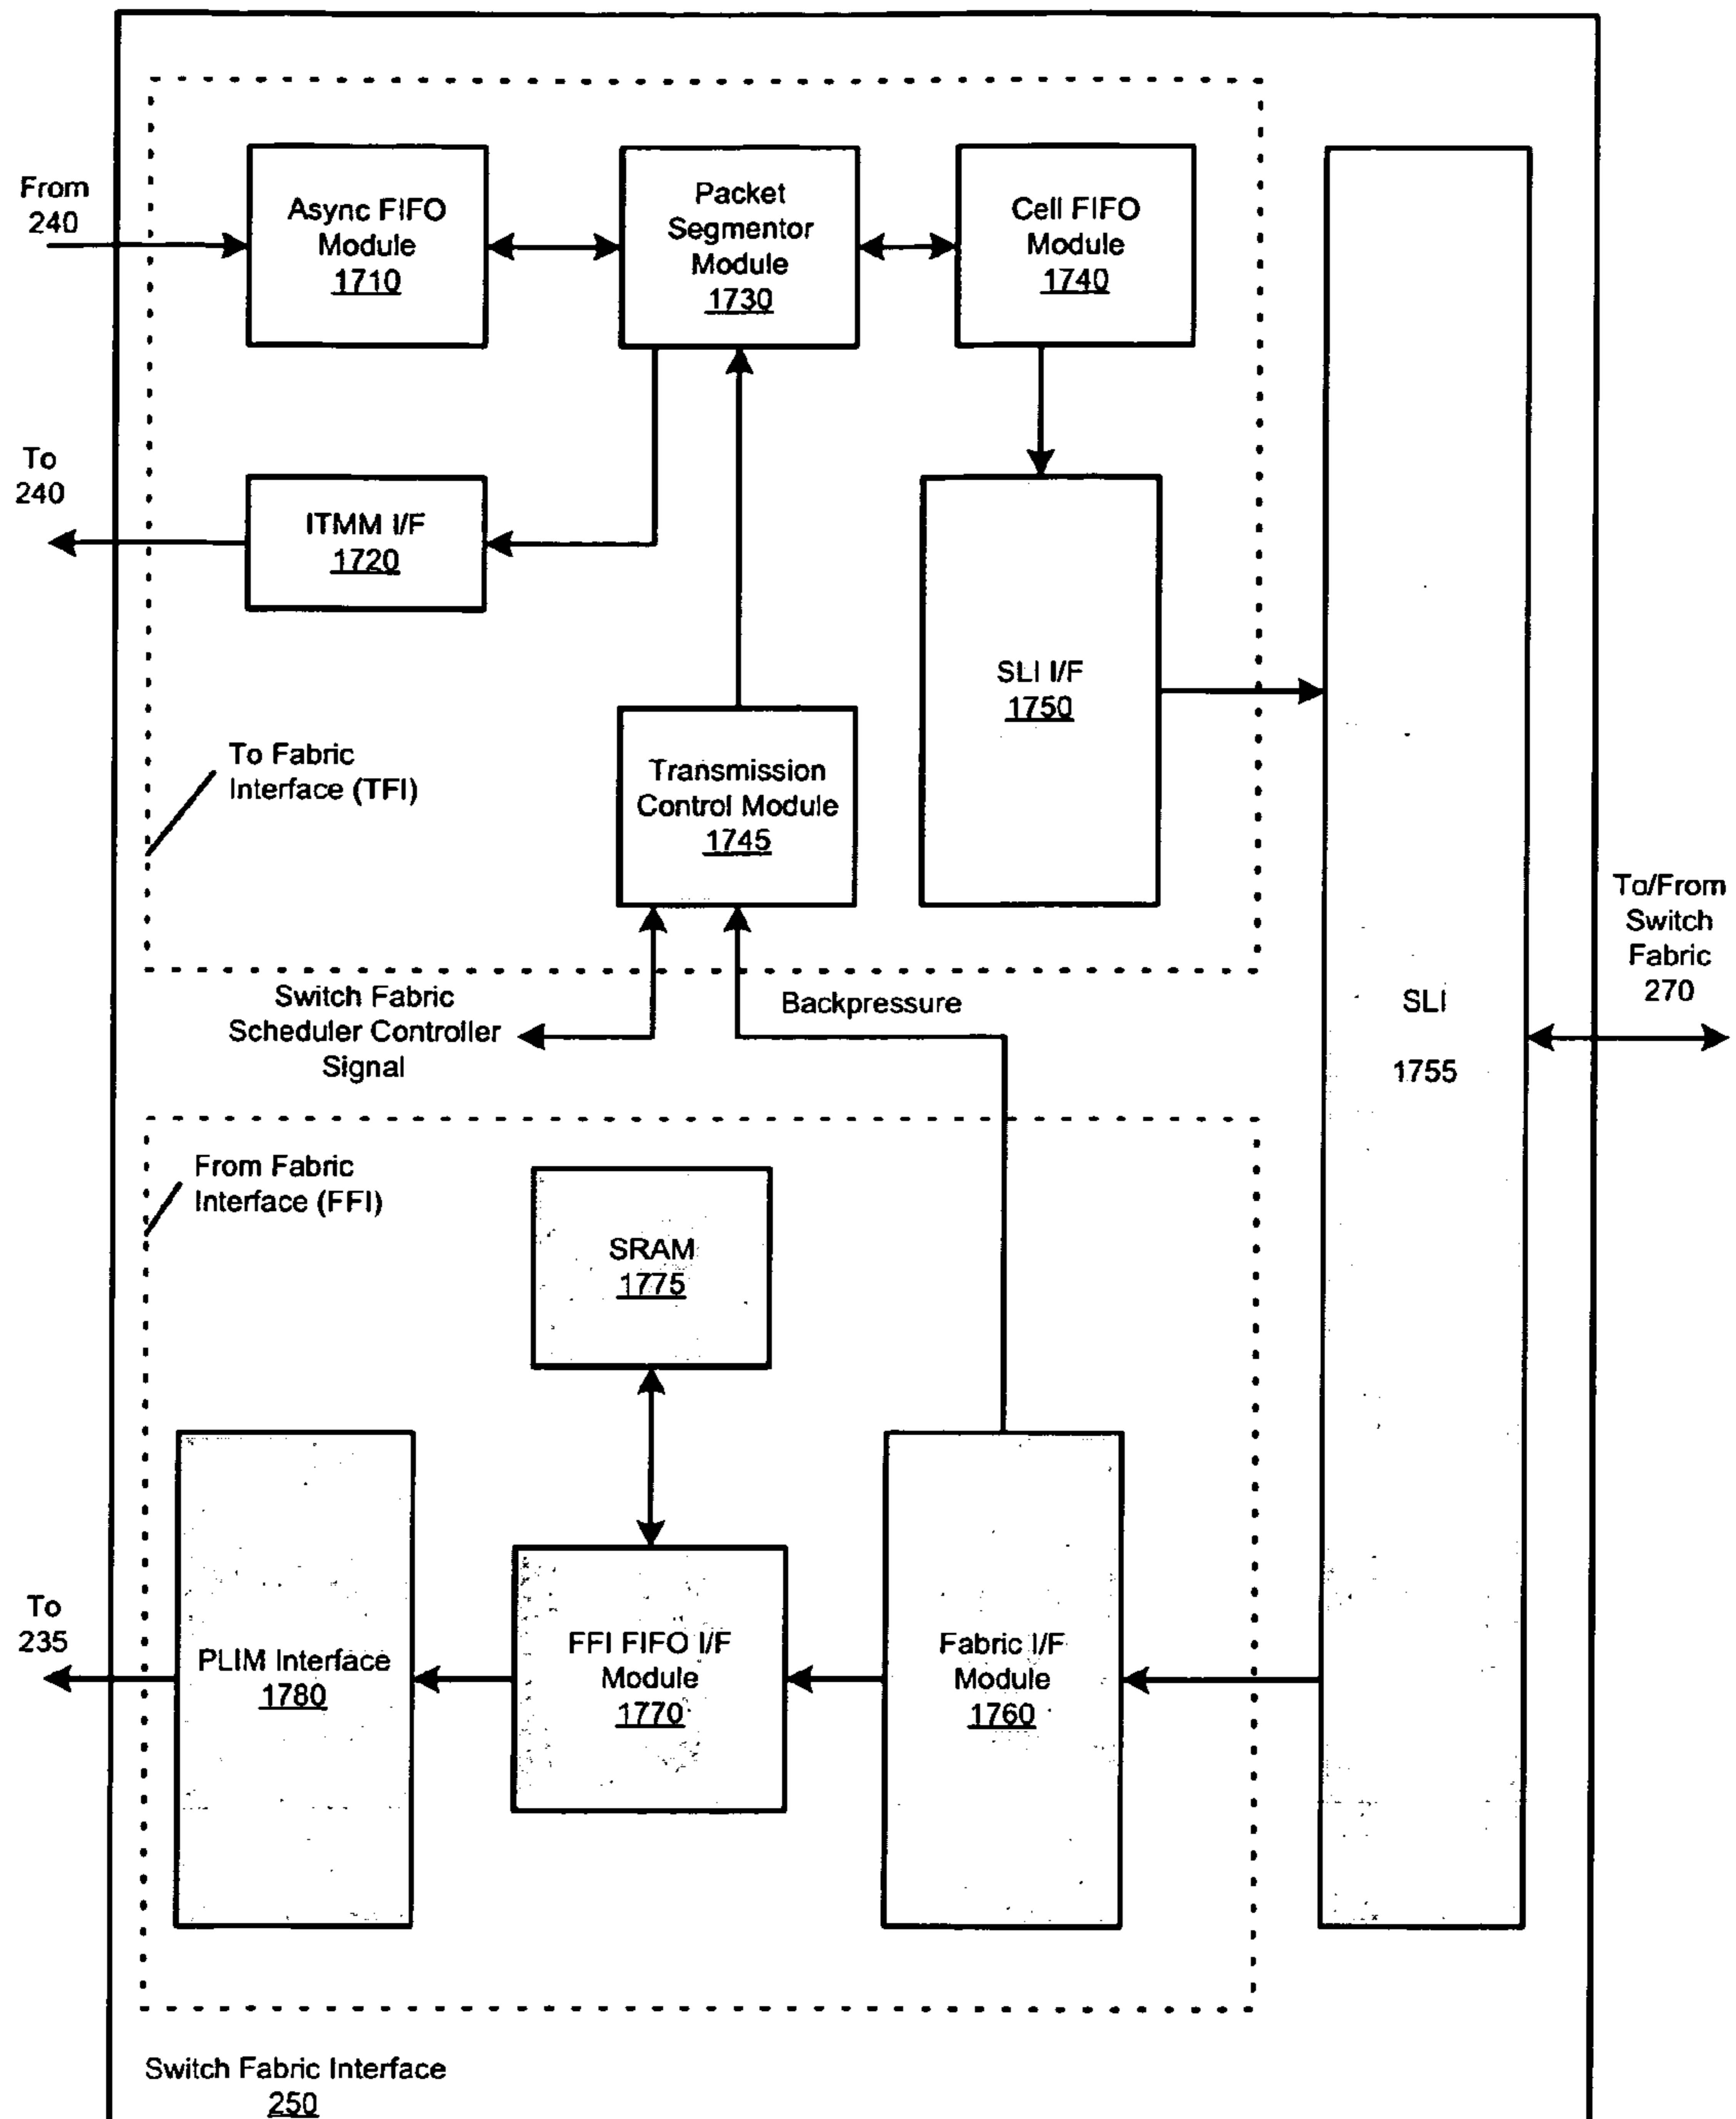 From
240
Async FIFO
Module
1710
Packet
Segmentor
Module
1730
Cell FIFO
Module
1740
To
240
ITMM I/F
1720
SLI I/F
1750
To Fabric
Interface (TFI)
Transmission
Control Module
1745
To/From
Switch
Fabric
270
Switch Fabric
Scheduler Controller
Signal
Backpressure
SLI
1755
From Fabric
Interface (FFI)
SRAM
1775
To
235
PLIM Interface
1780
FFI FIFO I/F
Module
1770
Fabric I/F
Module
1760
Switch Fabric Interface
250